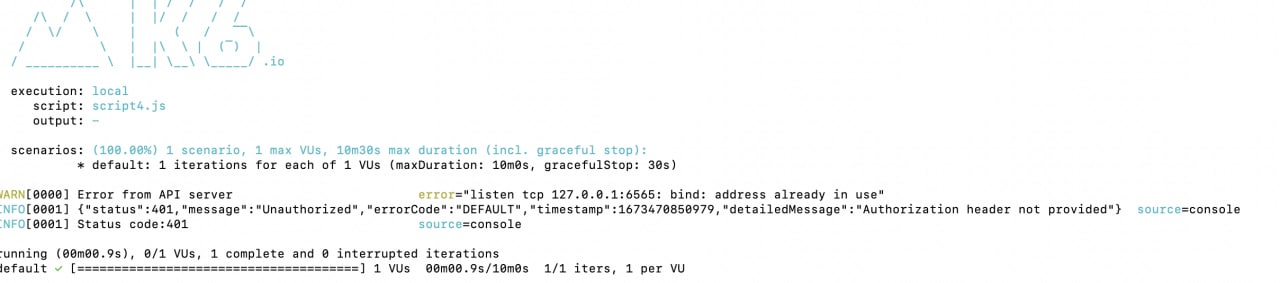 /\      |‾‾| /‾‾/   /‾‾/
/\  /  \     |  |/  /   /  /
/  \/    \    |     (   /   ‾‾\
/          \   |  |\  \ |  (‾)  |
/ __________ \  |__| \__\ \_____/ .io
execution: local
script: script4.js
output: -
scenarios: (100.00%) 1 scenario, 1 max VUs, 10m30s max duration (incl. graceful stop):
* default: 1 iterations for each of 1 VUs (maxDuration: 10m0s, gracefulStop: 30s)
WARN[0000] Error from API server error="listen tcp 127.0.0.1:6565: bind: address already in use"
INFO[0001] {"status":401,"message":"Unauthorized","errorCode":"DEFAULT","timestamp":1673470850979,"detailedMessage":"Authorization header not provided"} source=console
INFO[0001] Status code:401 source=console
running (00m00.9s), 0/1 VUs, 1 complete and 0 interrupted iterations
default ✓ [======================================] 1 VUs 00m00.9s/10m0s 1/1 iters, 1 per VU